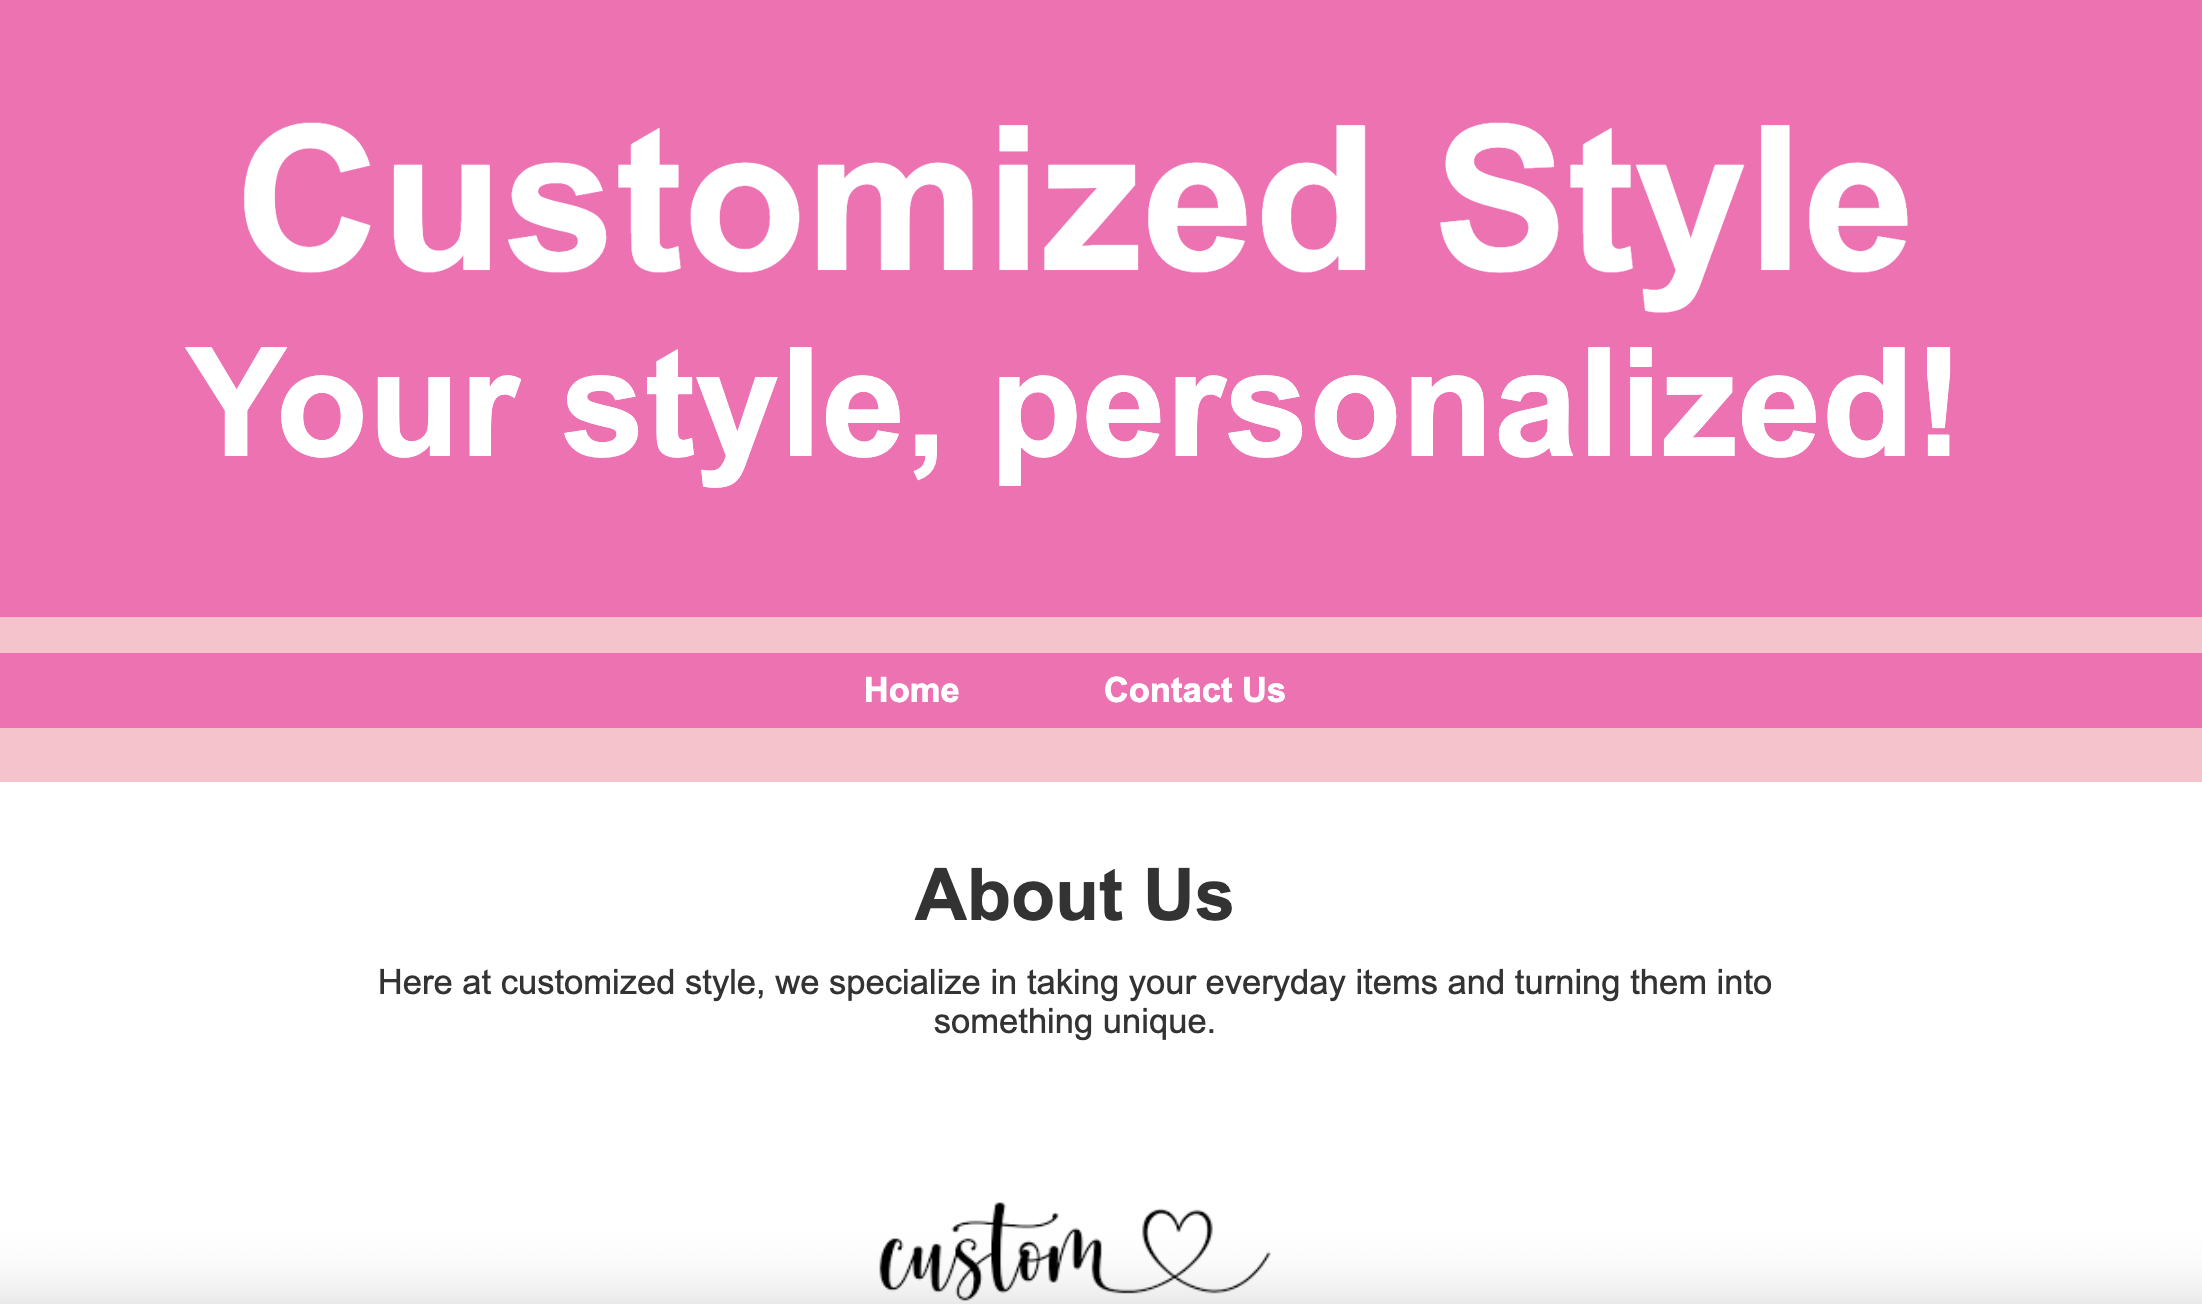 Customized Style
Your style, personalized!
Home Contact Us
About Us
Here at customized style, we specialize in taking your everyday items and turning them into
something unique.
custom